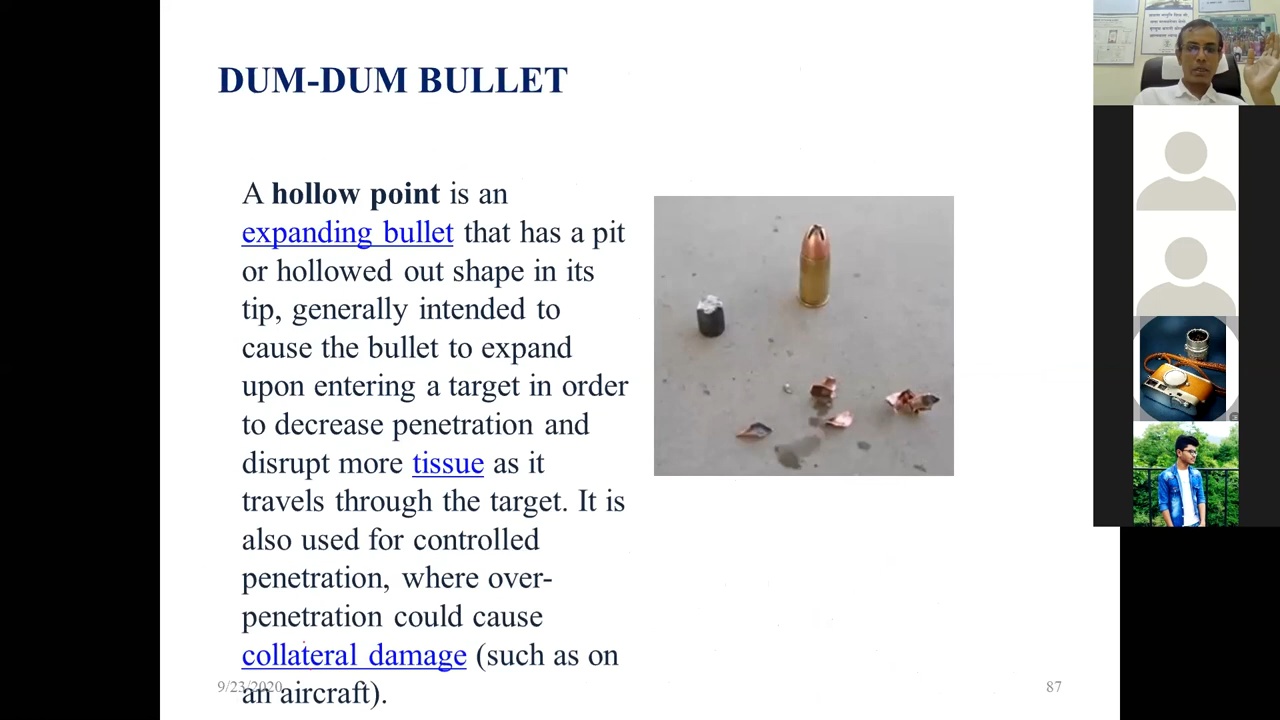 DUM-DUM BULLET
A hollow point is an
expanding bullet that has a pit
or hollowed out shape in its
tip, generally intended to
cause the bullet to expand
upon entering a target in order
to decrease penetration and
disrupt more tissue as it
travels through the target. It is
also used for controlled
penetration, where over-
penetration could cause
collateral damage (such as on
an aircraft).
9/23/2020
87